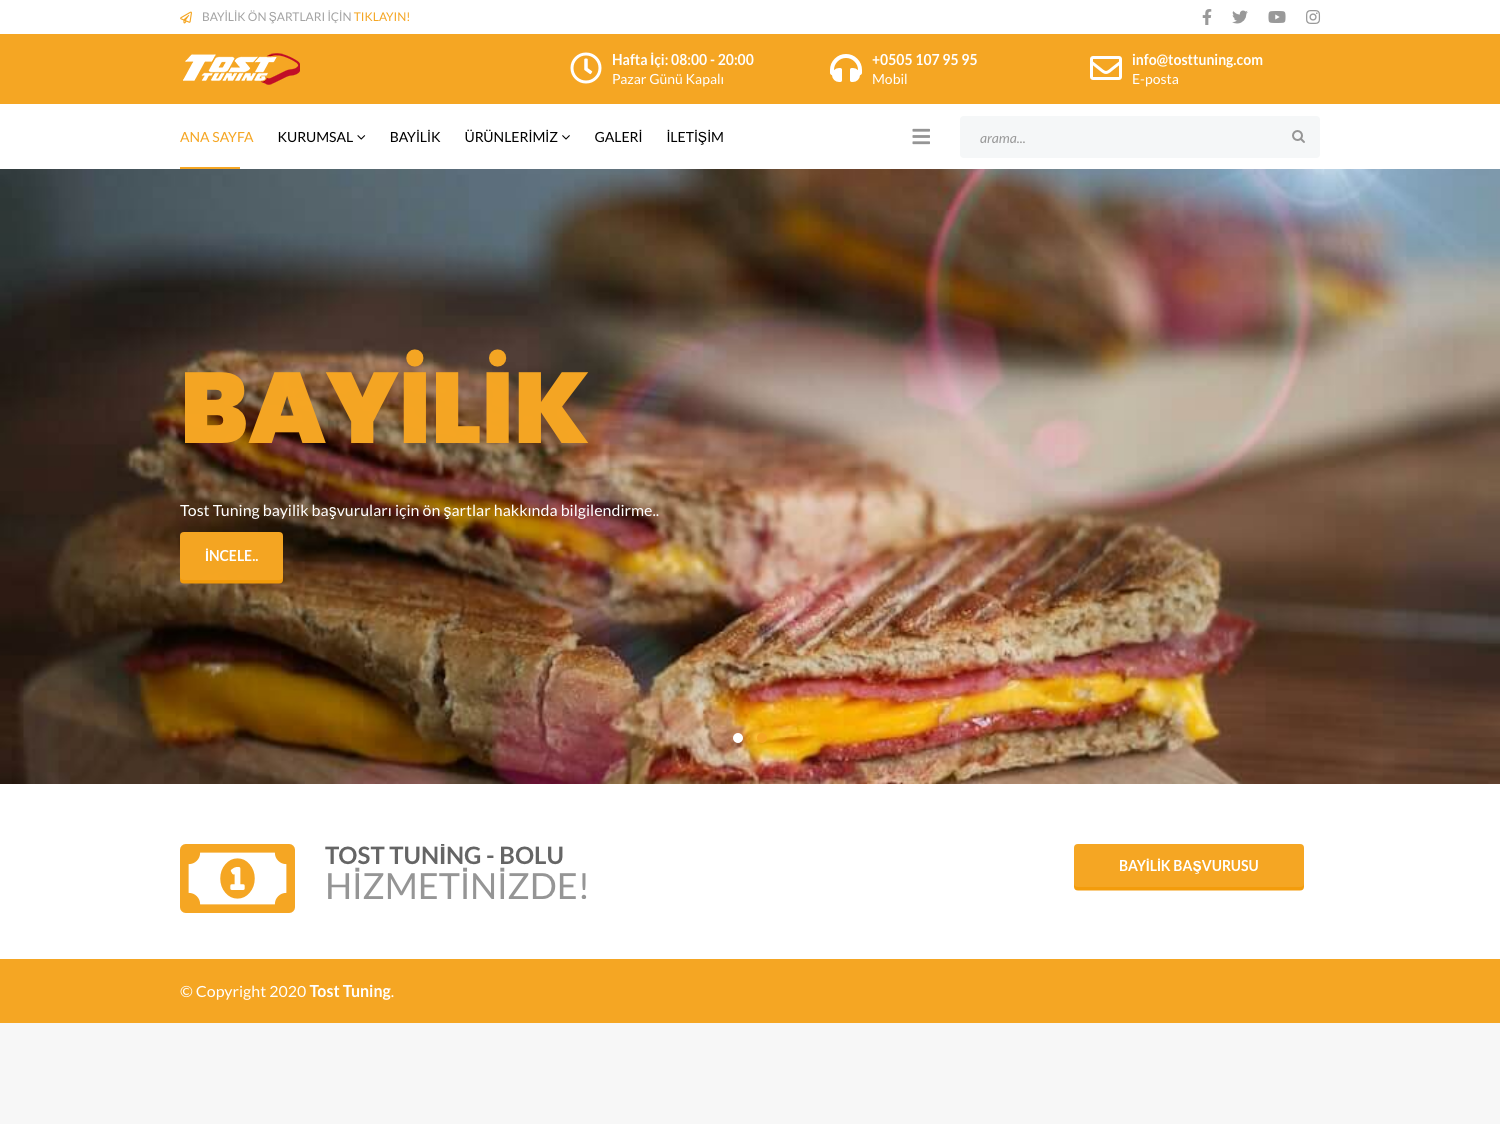 BAYİLİK ÖN ŞARTLARI İÇİN TIKLAYIN!
TOST TUNING
Hafta İçi: 08:00 - 20:00
Pazar Günü Kapalı
+0505 107 95 95
Mobil
info@tosttuning.com
E-posta
ANA SAYFA KURUMSAL BAYİLİK ÜRÜNLERİMİZ GALERİ İLETİŞİM
arama...
BAYİLİK
Tost Tuning bayilik başvuruları için ön şartlar hakkında bilgilendirme..
İNCELE..
1
TOST TUNİNG - BOLU
HİZMETİNİZDE!
BAYİLİK BAŞVURUSU
© Copyright 2020 Tost Tuning.